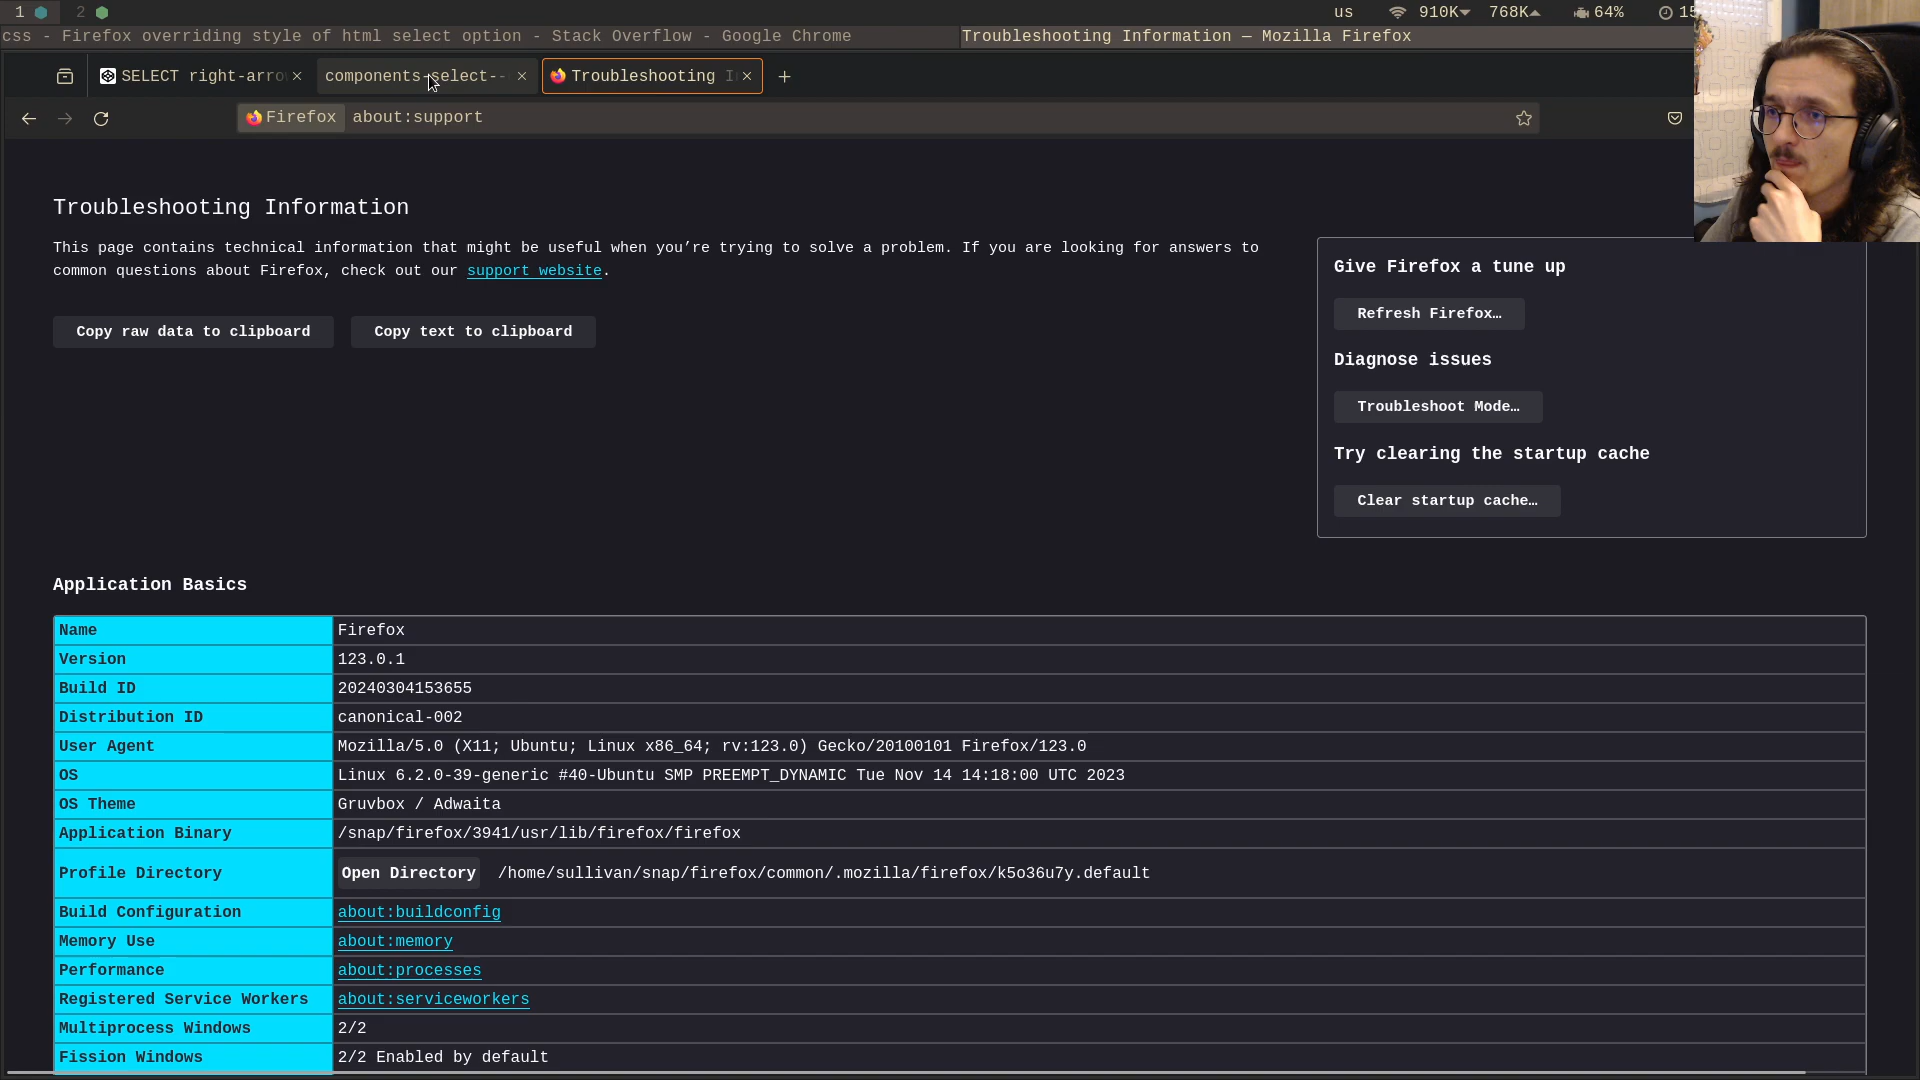 1 2 us 910K 768K 64% 15
css - Firefox overriding style of html select option - Stack Overflow - Google Chrome
Troubleshooting Information — Mozilla Firefox
SELECT right-arro
components-select--
Troubleshooting I
Firefox about:support
Troubleshooting Information
This page contains technical information that might be useful when you’re trying to solve a problem. If you are looking for answers to
common questions about Firefox, check out our support website.
Copy raw data to clipboard
Copy text to clipboard
Give Firefox a tune up
Refresh Firefox…
Diagnose issues
Troubleshoot Mode…
Try clearing the startup cache
Clear startup cache…
Application Basics
Name Firefox
Version 123.0.1
Build ID 20240304153655
Distribution ID canonical-002
User Agent Mozilla/5.0 (X11; Ubuntu; Linux x86_64; rv:123.0) Gecko/20100101 Firefox/123.0
OS Linux 6.2.0-39-generic #40-Ubuntu SMP PREEMPT_DYNAMIC Tue Nov 14 14:18:00 UTC 2023
OS Theme Gruvbox / Adwaita
Application Binary /snap/firefox/3941/usr/lib/firefox/firefox
Profile Directory Open Directory /home/sullivan/snap/firefox/common/.mozilla/firefox/k5o36u7y.default
Build Configuration about:buildconfig
Memory Use about:memory
Performance about:processes
Registered Service Workers about:serviceworkers
Multiprocess Windows 2/2
Fission Windows 2/2 Enabled by default